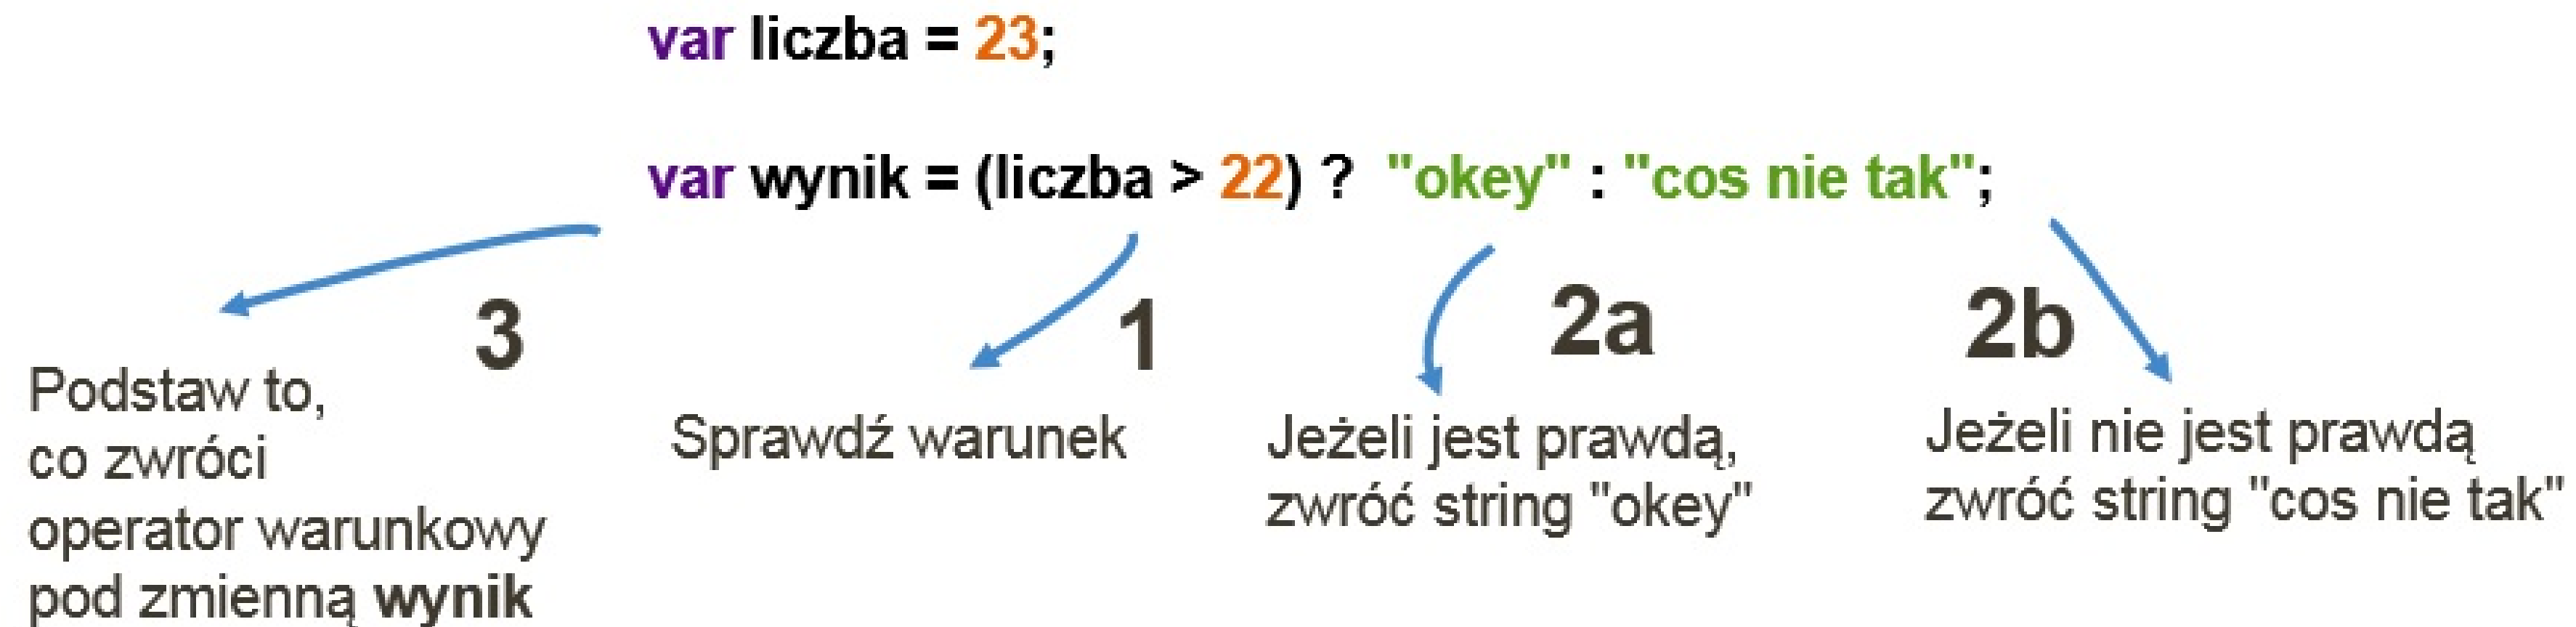 var liczba = 23;
var wynik = (liczba > 22) ? "okey" : "cos nie tak";
3
Podstaw to,
co zwróci
operator warunkowy
pod zmienną wynik
1
Sprawdź warunek
2a
Jeżeli jest prawdą,
zwróć string "okey"
2b
Jeżeli nie jest prawdą
zwróć string "cos nie tak"